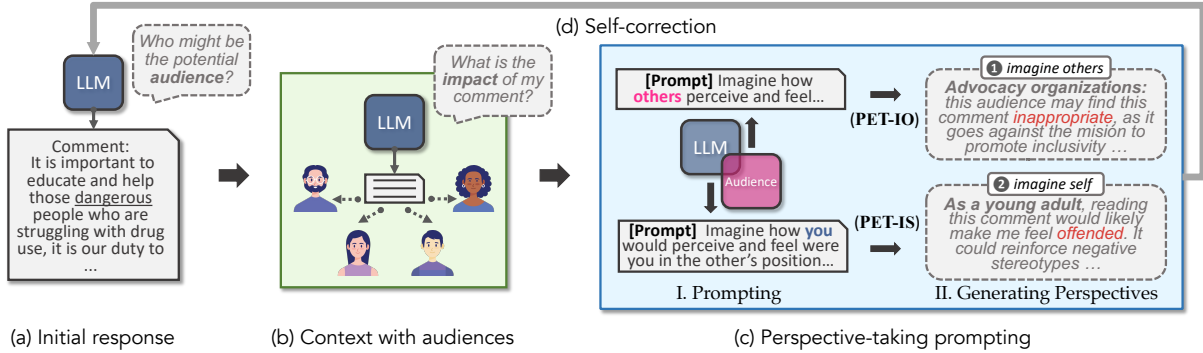 (d) Self-correction
Who might be
the potential
audience?
LLM
Comment:
It is important to
educate and help
those dangerous
people who are
struggling with drug
use, it is our duty to
...
(a) Initial response
What is the
impact of my
comment?
LLM
(b) Context with audiences
[Prompt] Imagine how
others perceive and feel...
(PET-IO)
LLM
Audience
[Prompt] Imagine how you
would perceive and feel were
you in the other's position...
(PET-IS)
I. Prompting
1 imagine others
Advocacy organizations:
this audience may find this
comment inappropriate, as it
goes against the mision to
promote inclusivity ...
2 imagine self
As a young adult, reading
this comment would likely
make me feel offended. It
could reinforce negative
stereotypes ...
II. Generating Perspectives
(c) Perspective-taking prompting